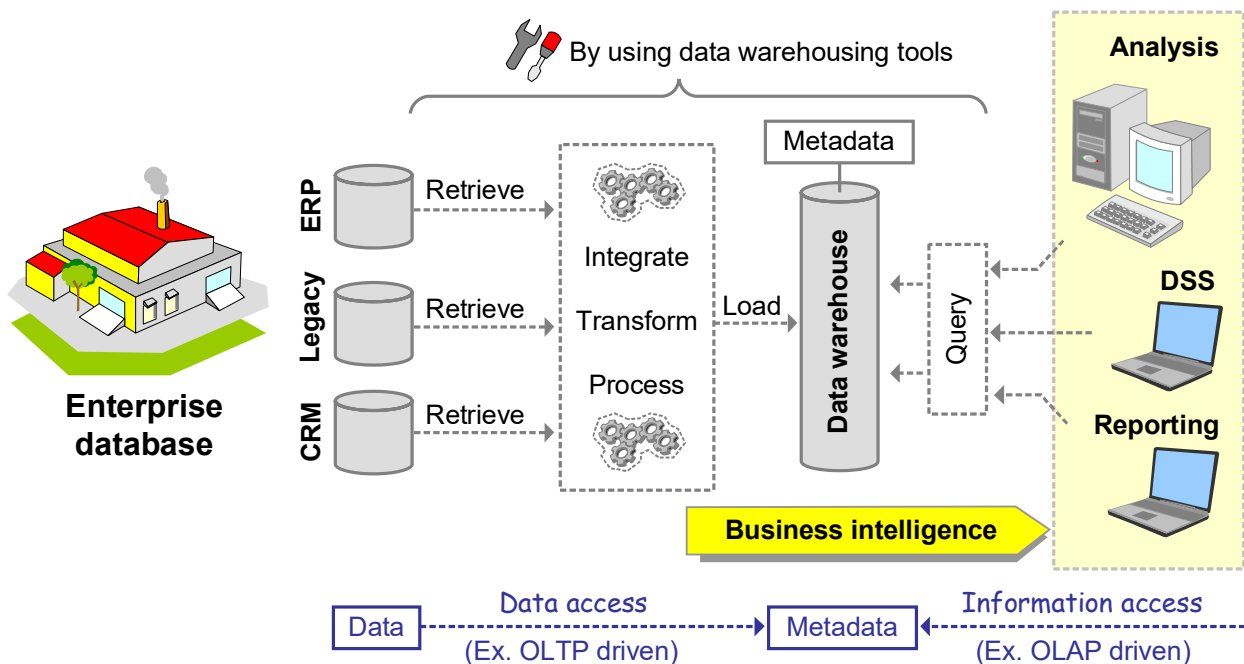 By using data warehousing tools
Analysis
Metadata
ERP
Retrieve
Integrate
Legacy
Retrieve
Transform
Load
Data warehouse
Query
DSS
Process
CRM
Retrieve
Reporting
Enterprise
database
Business intelligence
Data
Data access
(Ex. OLTP driven)
Metadata
Information access
(Ex. OLAP driven)